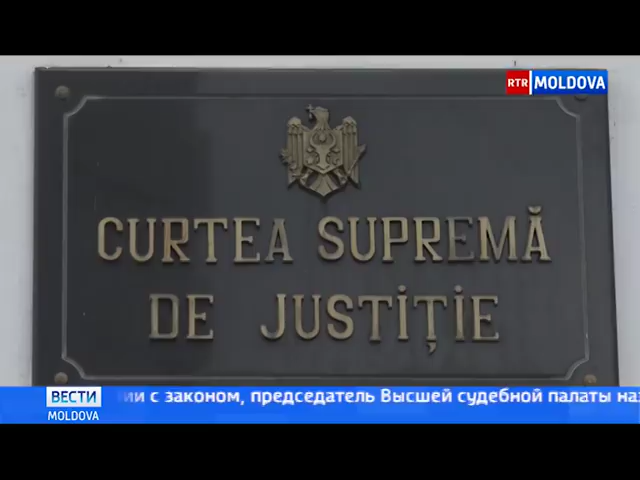 RTR MOLDOVA
CURTEA SUPREMĂ
DE JUSTIȚIE
ВЕСТИ
MOLDOVA
с законом, председатель Высшей судебной палаты